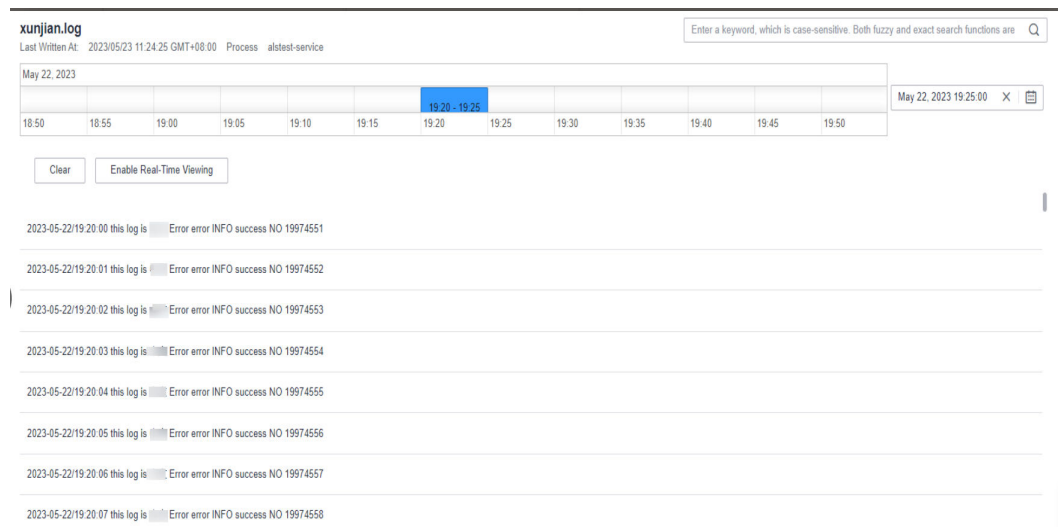 xunjian.log
Enter a keyword, which is case-sensitive. Both fuzzy and exact search functions are
Last Written At: 2023/05/23 11:24:25 GMT+08:00 Process alstest-service
May 22, 2023
19:20 - 19:25
May 22, 2023 19:25:00
18:50 18:55 19:00 19:05 19:10 19:15 19:20 19:25 19:30 19:35 19:40 19:45 19:50
Clear Enable Real-Time Viewing
2023-05-22/19:20:00 this log is Error error INFO success NO 19974551
2023-05-22/19:20:01 this log is Error error INFO success NO 19974552
2023-05-22/19:20:02 this log is Error error INFO success NO 19974553
2023-05-22/19:20:03 this log is Error error INFO success NO 19974554
2023-05-22/19:20:04 this log is Error error INFO success NO 19974555
2023-05-22/19:20:05 this log is Error error INFO success NO 19974556
2023-05-22/19:20:06 this log is Error error INFO success NO 19974557
2023-05-22/19:20:07 this log is Error error INFO success NO 19974558